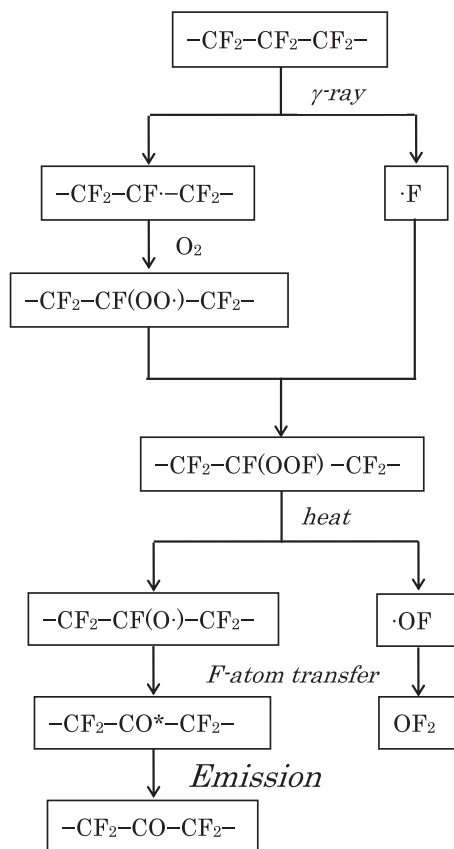 –CF₂–CF₂–CF₂–
γ-ray
–CF₂–CF·–CF₂–
·F
O₂
–CF₂–CF(OO·)–CF₂–
–CF₂–CF(OOF) –CF₂–
heat
–CF₂–CF(O·)–CF₂–
·OF
F-atom transfer
–CF₂–CO*–CF₂–
OF₂
Emission
–CF₂–CO–CF₂–